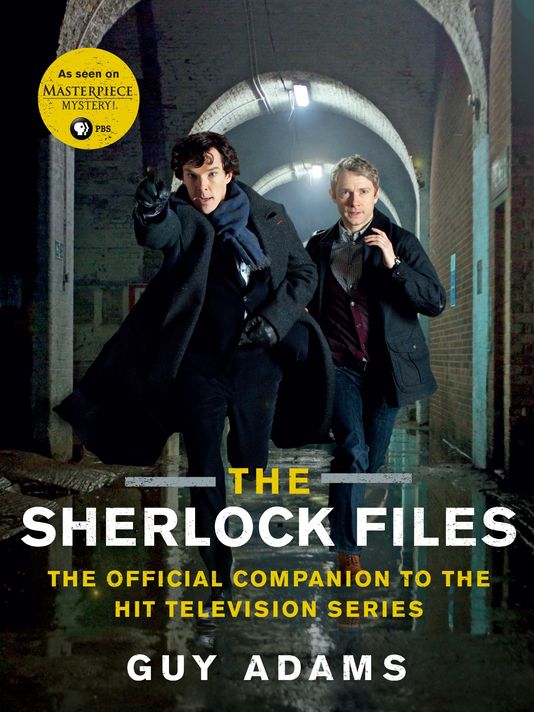 As seen on
MASTERPIECE
MYSTERY!
PBS
THE
SHERLOCK FILES
THE OFFICIAL COMPANION TO THE
HIT TELEVISION SERIES
GUY ADAMS